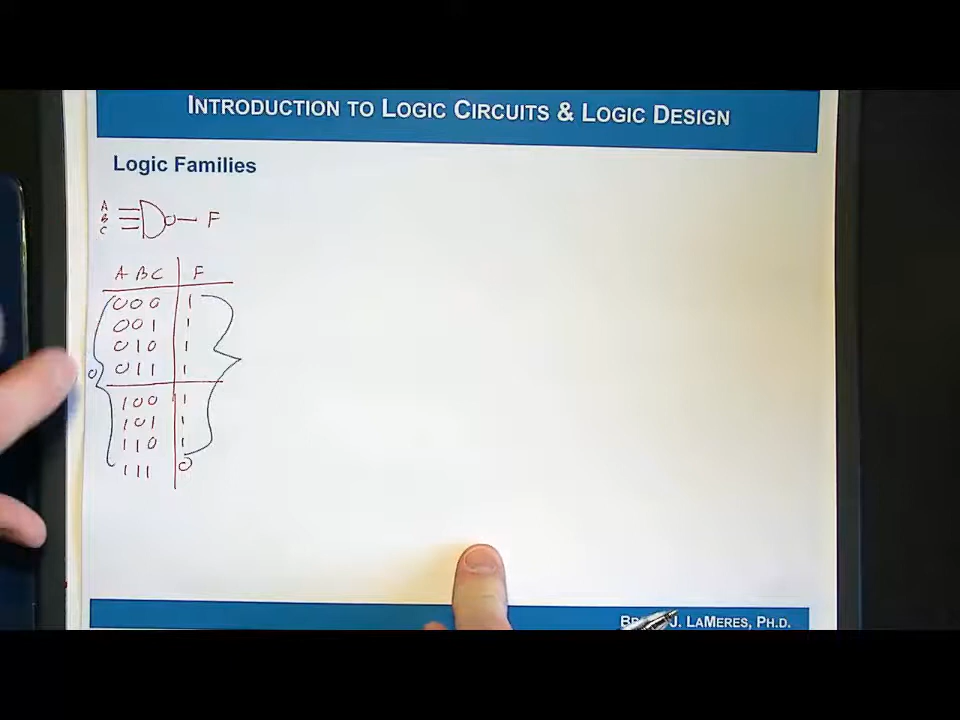 INTRODUCTION TO LOGIC CIRCUITS & LOGIC DESIGN
Logic Families
A
B
C
F
A B C F
0 0 0 1
0 0 1 1
0 1 0 1
0 1 1 1
0
1 0 0 1
1 0 1 1
1 1 0 1
1 1 1 0
J. LAMERES, PH.D.